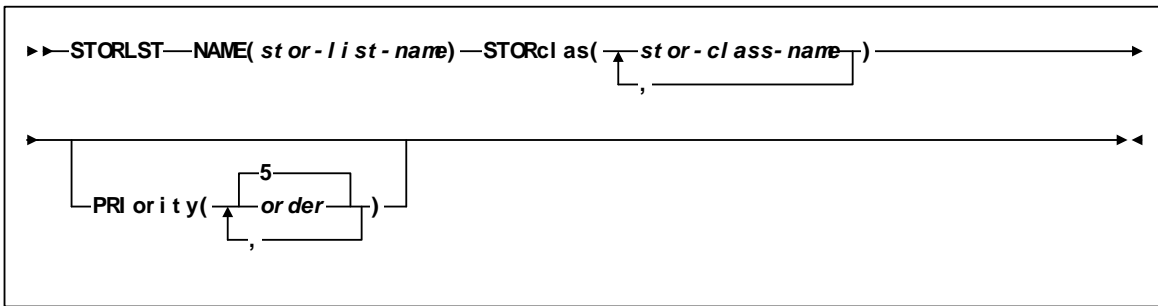 STORLST NAME(stor-list-name) STORclas( stor-class-name )
,
5
PRIority( order )
,